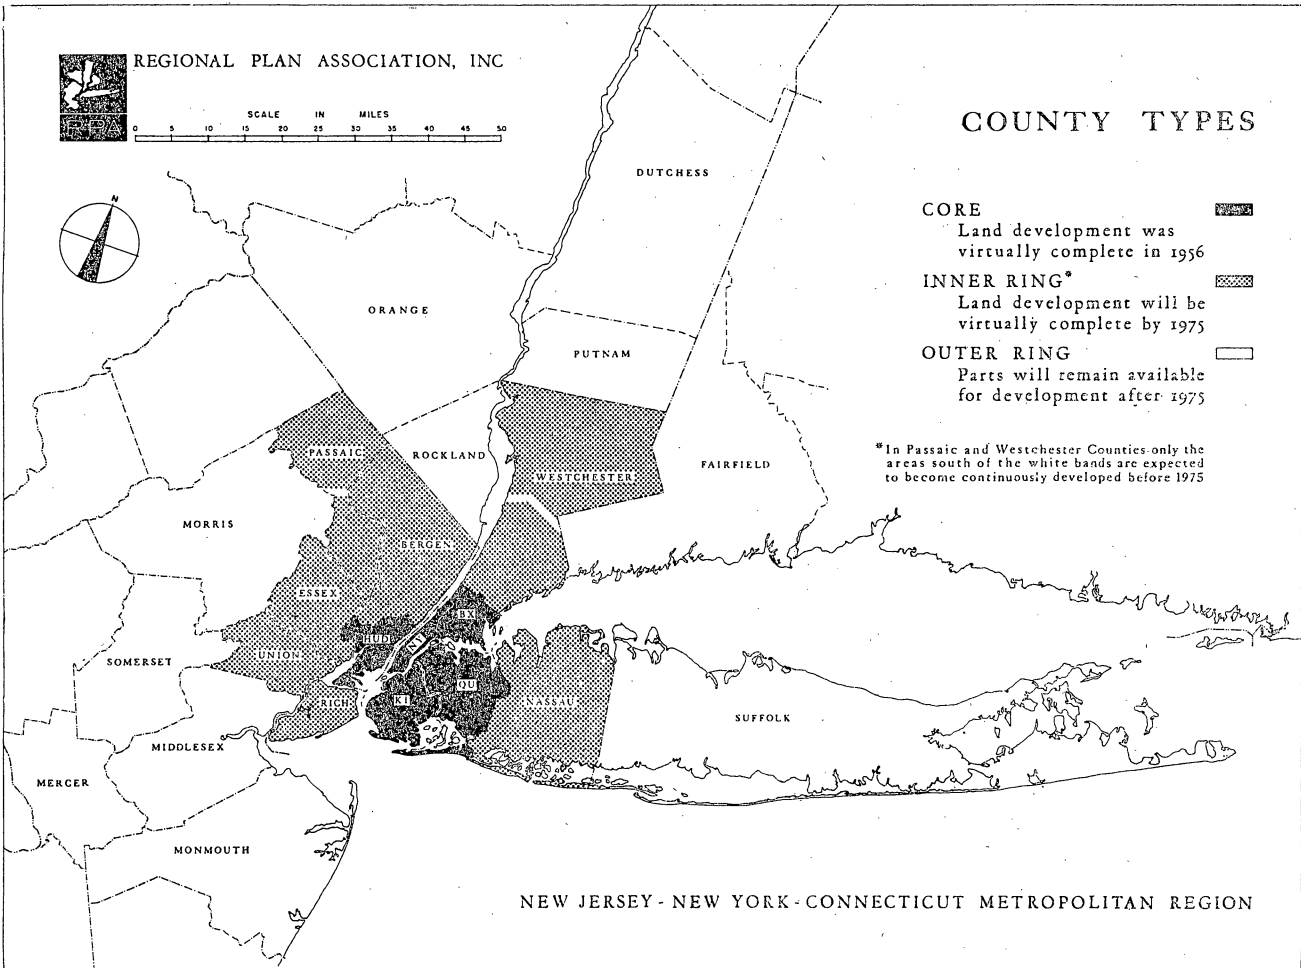 REGIONAL PLAN ASSOCIATION, INC
RPA
SCALE IN MILES
0 5 10 15 20 25 30 35 40 45 50
N
COUNTY TYPES
CORE
Land development was
virtually complete in 1956
INNER RING*
Land development will be
virtually complete by 1975
OUTER RING
Parts will remain available
for development after 1975
*In Passaic and Westchester Counties only the
areas south of the white bands are expected
to become continuously developed before 1975
DUTCHESS
ORANGE
PUTNAM
PASSAIC
ROCKLAND
WESTCHESTER
FAIRFIELD
MORRIS
BERGEN
ESSEX
BX
HUD
NY
UNION
SOMERSET
QU
RICH
KI
NASSAU
SUFFOLK
MIDDLESEX
MERCER
MONMOUTH
NEW JERSEY - NEW YORK - CONNECTICUT METROPOLITAN REGION